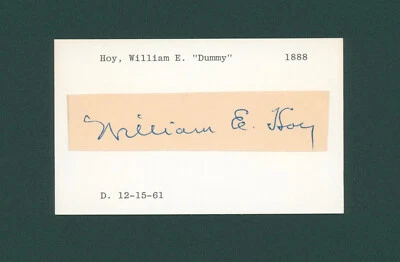 Hoy, William E. "Dummy" 1888
William E. Hoy
D. 12-15-61